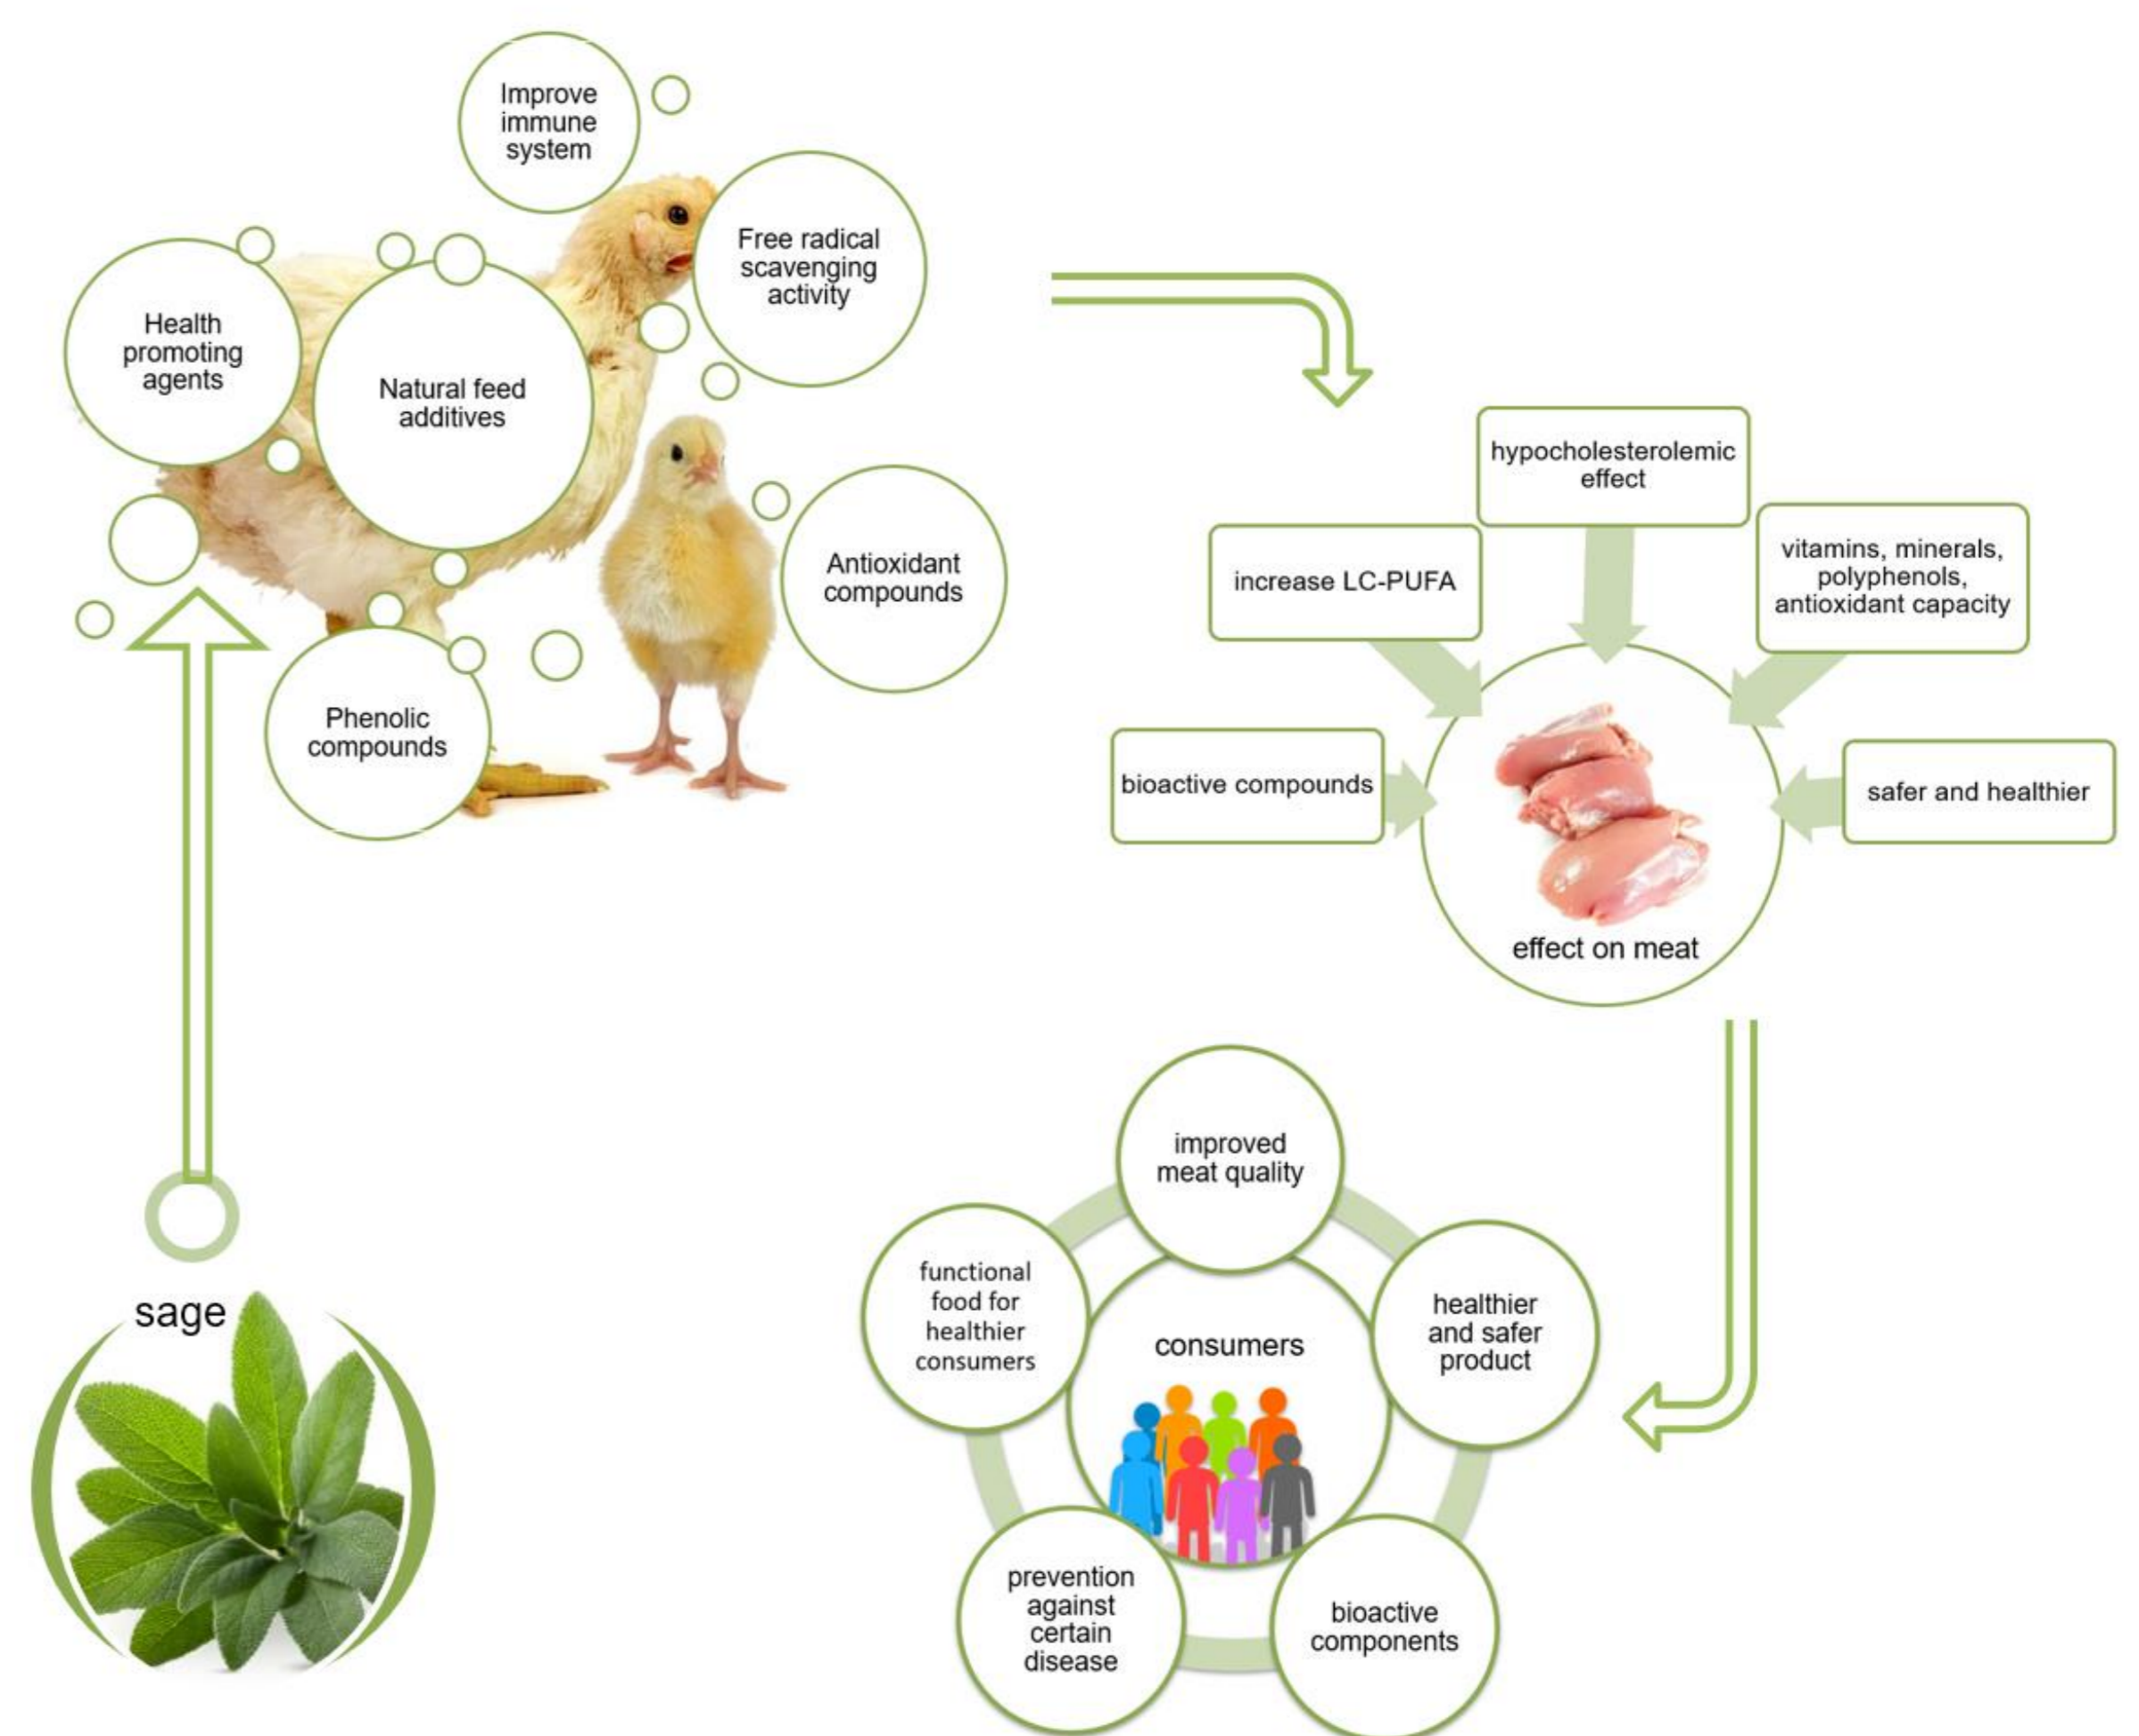 Improve
immune
system
Free radical
scavenging
activity
Health
promoting
agents
Natural feed
additives
Antioxidant
compounds
Phenolic
compounds
hypocholesterolemic
effect
increase LC-PUFA
vitamins, minerals,
polyphenols,
antioxidant capacity
bioactive compounds
safer and healthier
effect on meat
improved
meat quality
functional
food for
healthier
consumers
consumers
healthier
and safer
product
prevention
against
certain
disease
bioactive
components
sage